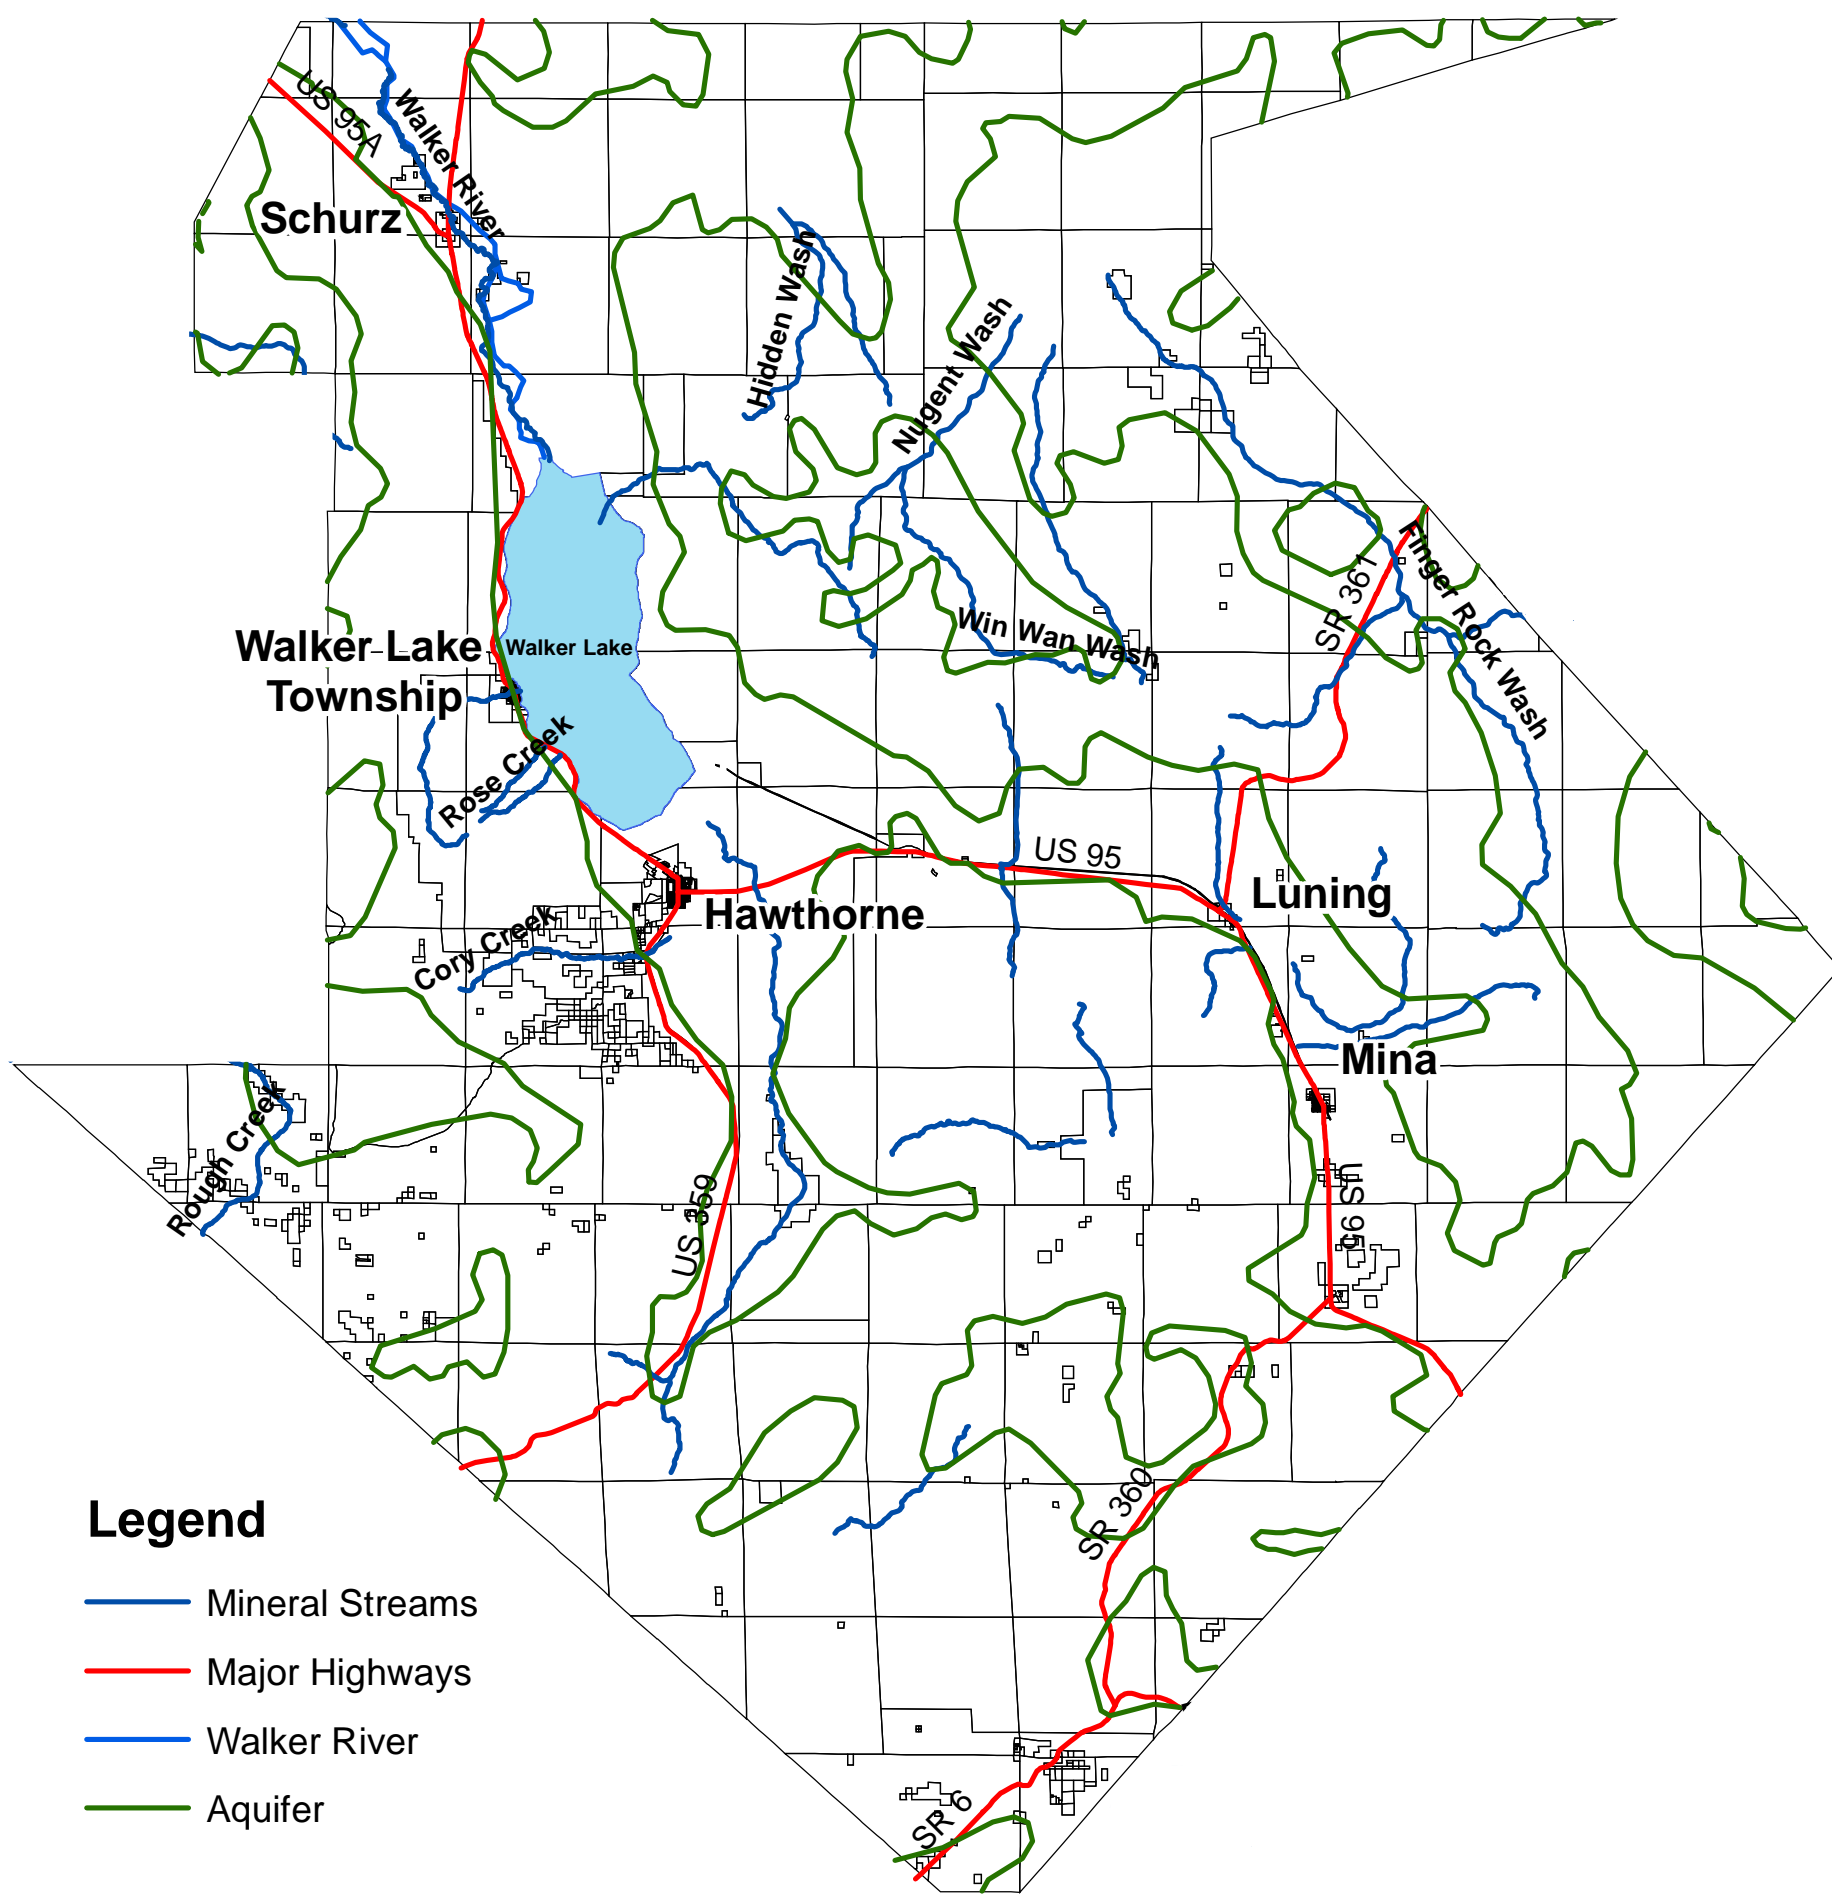 US 95A
Walker River
Schurz
Hidden Wash
Nugent Wash
Finger Rock Wash
SR 361
Win Wan Wash
Walker Lake
Township
Walker Lake
Rose Creek
US 95
Luning
Hawthorne
Cory Creek
Mina
Rough Creek
US 359
US 95
SR 360
SR 6
Legend
Mineral Streams
Major Highways
Walker River
Aquifer